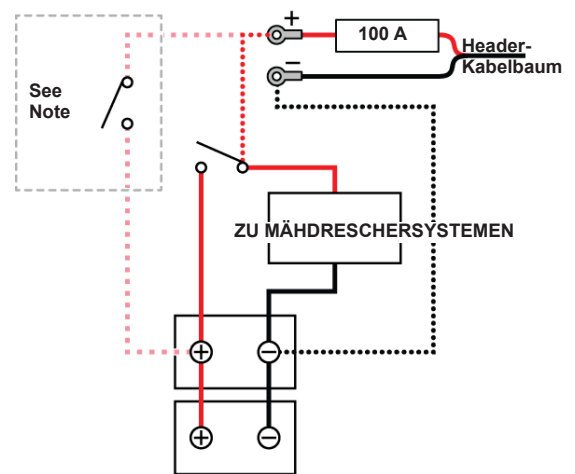 +
100 A
Header-
Kabelbaum
−
See
Note
ZU MÄHDRESCHERSYSTEMEN
+ −
+ −